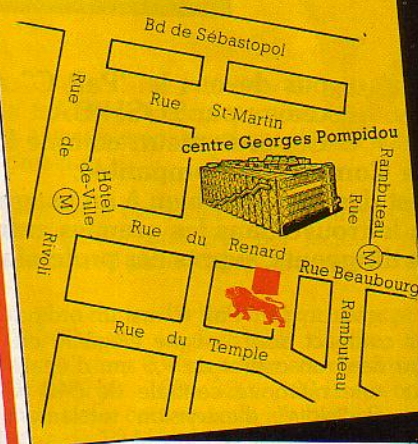 Bd de Sébastopol
Rue St-Martin
centre Georges Pompidou
Rue de Rivoli
Hôtel
de-Ville
M
Rue Rambuteau
M
Rue du Renard
Rue Beaubourg
Rue du Temple
Rambuteau